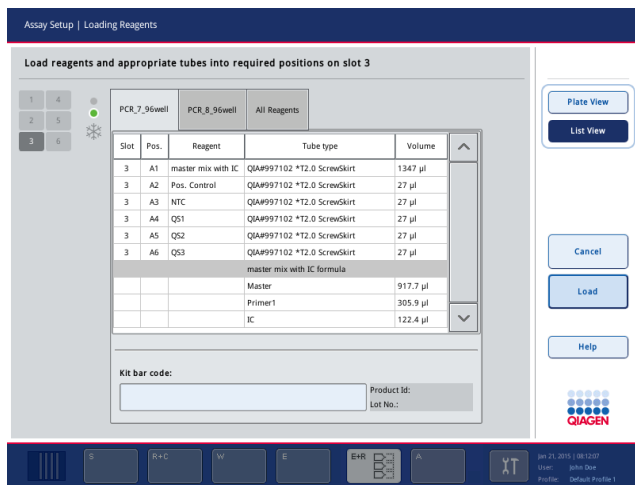 Assay Setup | Loading Reagents
Load reagents and appropriate tubes into required positions on slot 3
1 4
2 5
3 6
PCR_7_96well PCR_8_96well All Reagents
Slot Pos. Reagent Tube type Volume
3 A1 master mix with IC QIA#997102 *T2.0 ScrewSkirt 1347 µl
3 A2 Pos. Control QIA#997102 *T2.0 ScrewSkirt 27 µl
3 A3 NTC QIA#997102 *T2.0 ScrewSkirt 27 µl
3 A4 QS1 QIA#997102 *T2.0 ScrewSkirt 27 µl
3 A5 QS2 QIA#997102 *T2.0 ScrewSkirt 27 µl
3 A6 QS3 QIA#997102 *T2.0 ScrewSkirt 27 µl
master mix with IC formula
Master 917.7 µl
Primer1 305.9 µl
IC 122.4 µl
Kit bar code:
Product Id:
Lot No.:
Plate View
List View
Cancel
Load
Help
QIAGEN
S R+C W E E+R A
Jan 21, 2015 | 08:12:07
User: John Doe
Profile: Default Profile 1